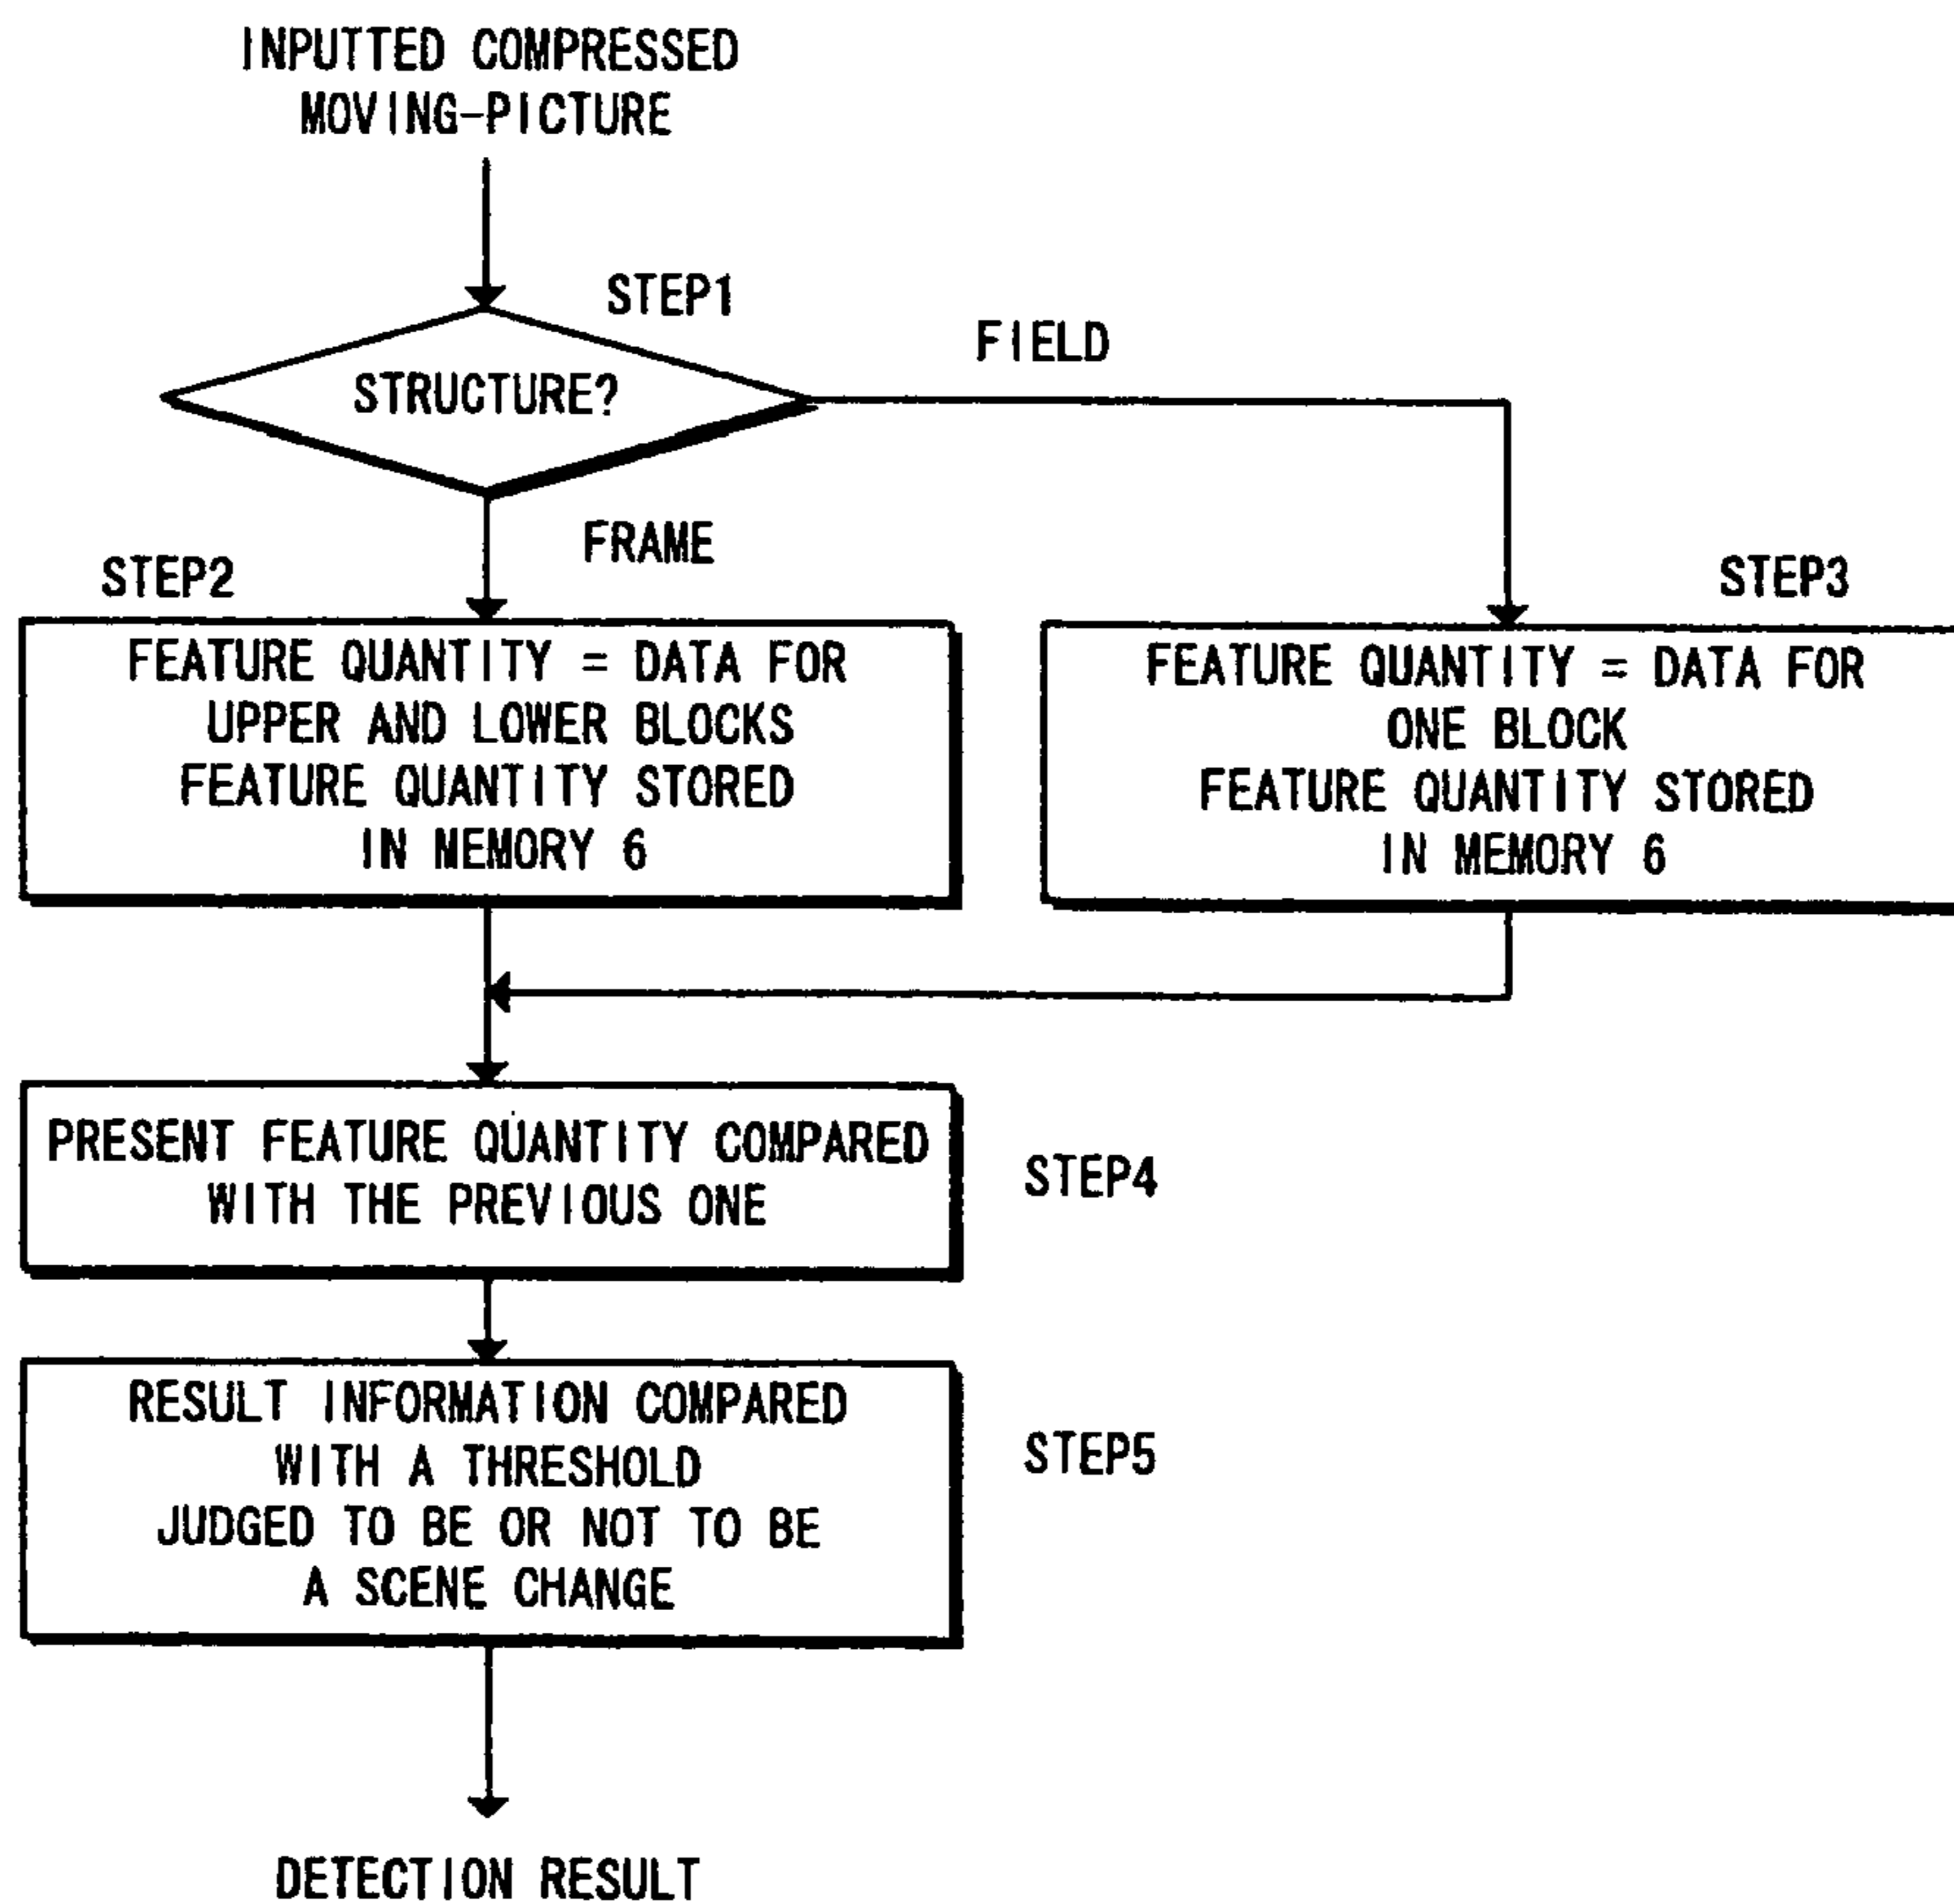 INPUTTED COMPRESSED
MOVING-PICTURE
STEP1
STRUCTURE?
FIELD
FRAME
STEP2
FEATURE QUANTITY = DATA FOR
UPPER AND LOWER BLOCKS
FEATURE QUANTITY STORED
IN MEMORY 6
STEP3
FEATURE QUANTITY = DATA FOR
ONE BLOCK
FEATURE QUANTITY STORED
IN MEMORY 6
PRESENT FEATURE QUANTITY COMPARED
WITH THE PREVIOUS ONE
STEP4
RESULT INFORMATION COMPARED
WITH A THRESHOLD
JUDGED TO BE OR NOT TO BE
A SCENE CHANGE
STEP5
DETECTION RESULT